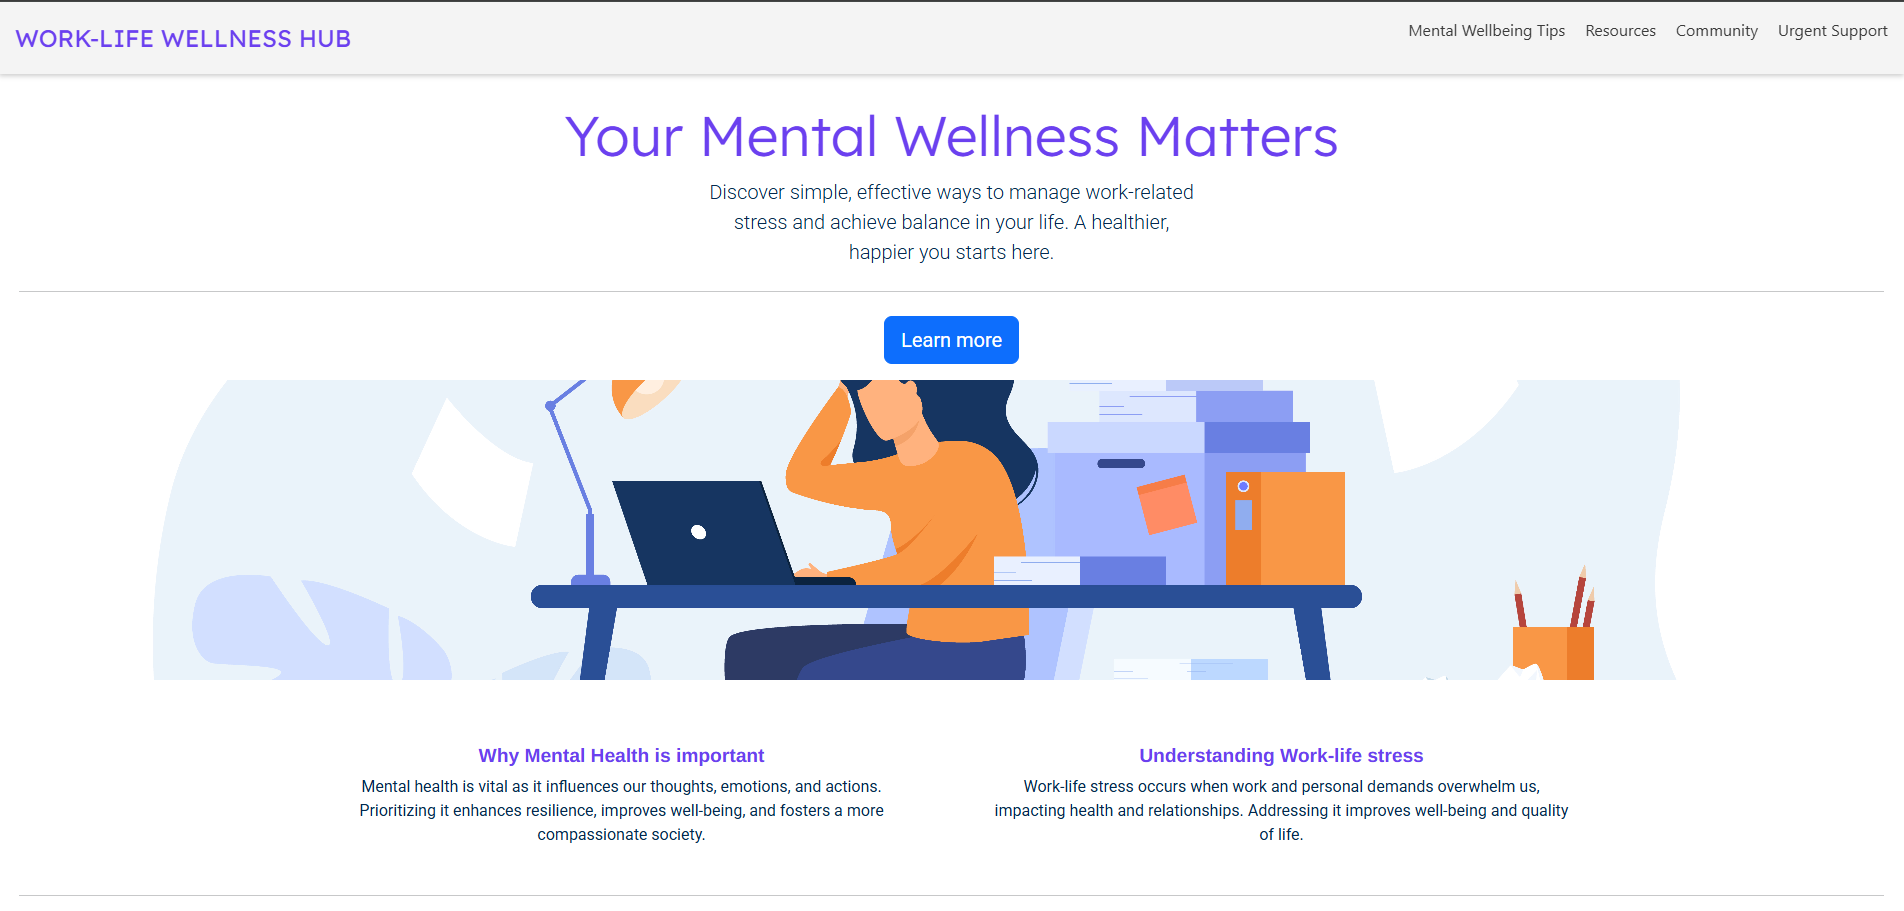 WORK-LIFE WELLNESS HUB
Mental Wellbeing Tips Resources Community Urgent Support
Your Mental Wellness Matters
Discover simple, effective ways to manage work-related
stress and achieve balance in your life. A healthier,
happier you starts here.
Learn more
Why Mental Health is important
Mental health is vital as it influences our thoughts, emotions, and actions.
Prioritizing it enhances resilience, improves well-being, and fosters a more
compassionate society.
Understanding Work-life stress
Work-life stress occurs when work and personal demands overwhelm us,
impacting health and relationships. Addressing it improves well-being and quality
of life.